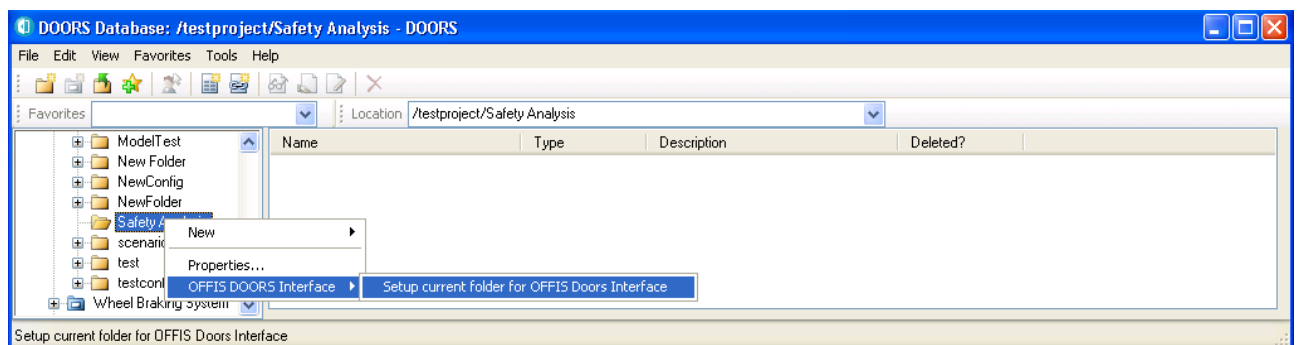 DOORS Database: /testproject/Safety Analysis - DOORS
File Edit View Favorites Tools Help
Favorites Location /testproject/Safety Analysis
ModelTest Name Type Description Deleted?
New Folder
NewConfig
NewFolder
Safety
New
scenario
test
Properties...
OFFIS DOORS Interface Setup current folder for OFFIS Doors Interface
Wheel Braking System
Setup current folder for OFFIS Doors Interface